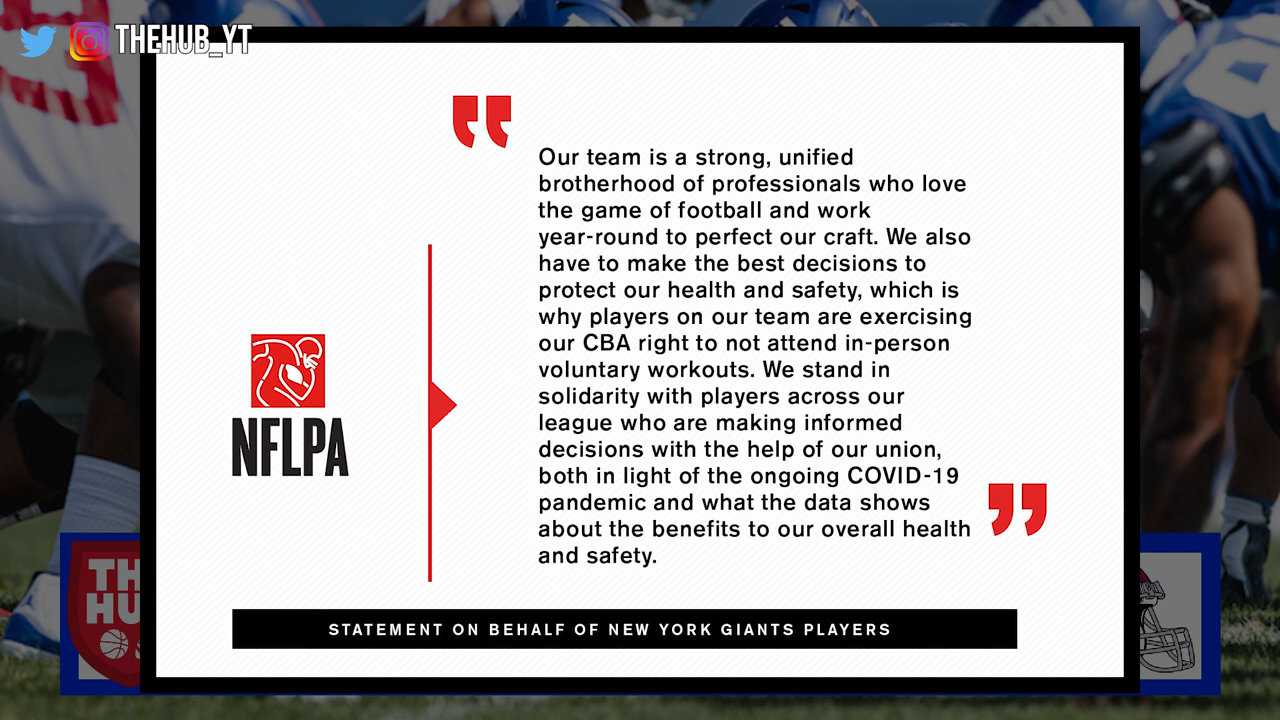 THEHUB_YT
Our team is a strong, unified
brotherhood of professionals who love
the game of football and work
year-round to perfect our craft. We also
have to make the best decisions to
protect our health and safety, which is
why players on our team are exercising
our CBA right to not attend in-person
voluntary workouts. We stand in
solidarity with players across our
league who are making informed
decisions with the help of our union,
both in light of the ongoing COVID-19
pandemic and what the data shows
about the benefits to our overall health
and safety.
NFLPA
STATEMENT ON BEHALF OF NEW YORK GIANTS PLAYERS